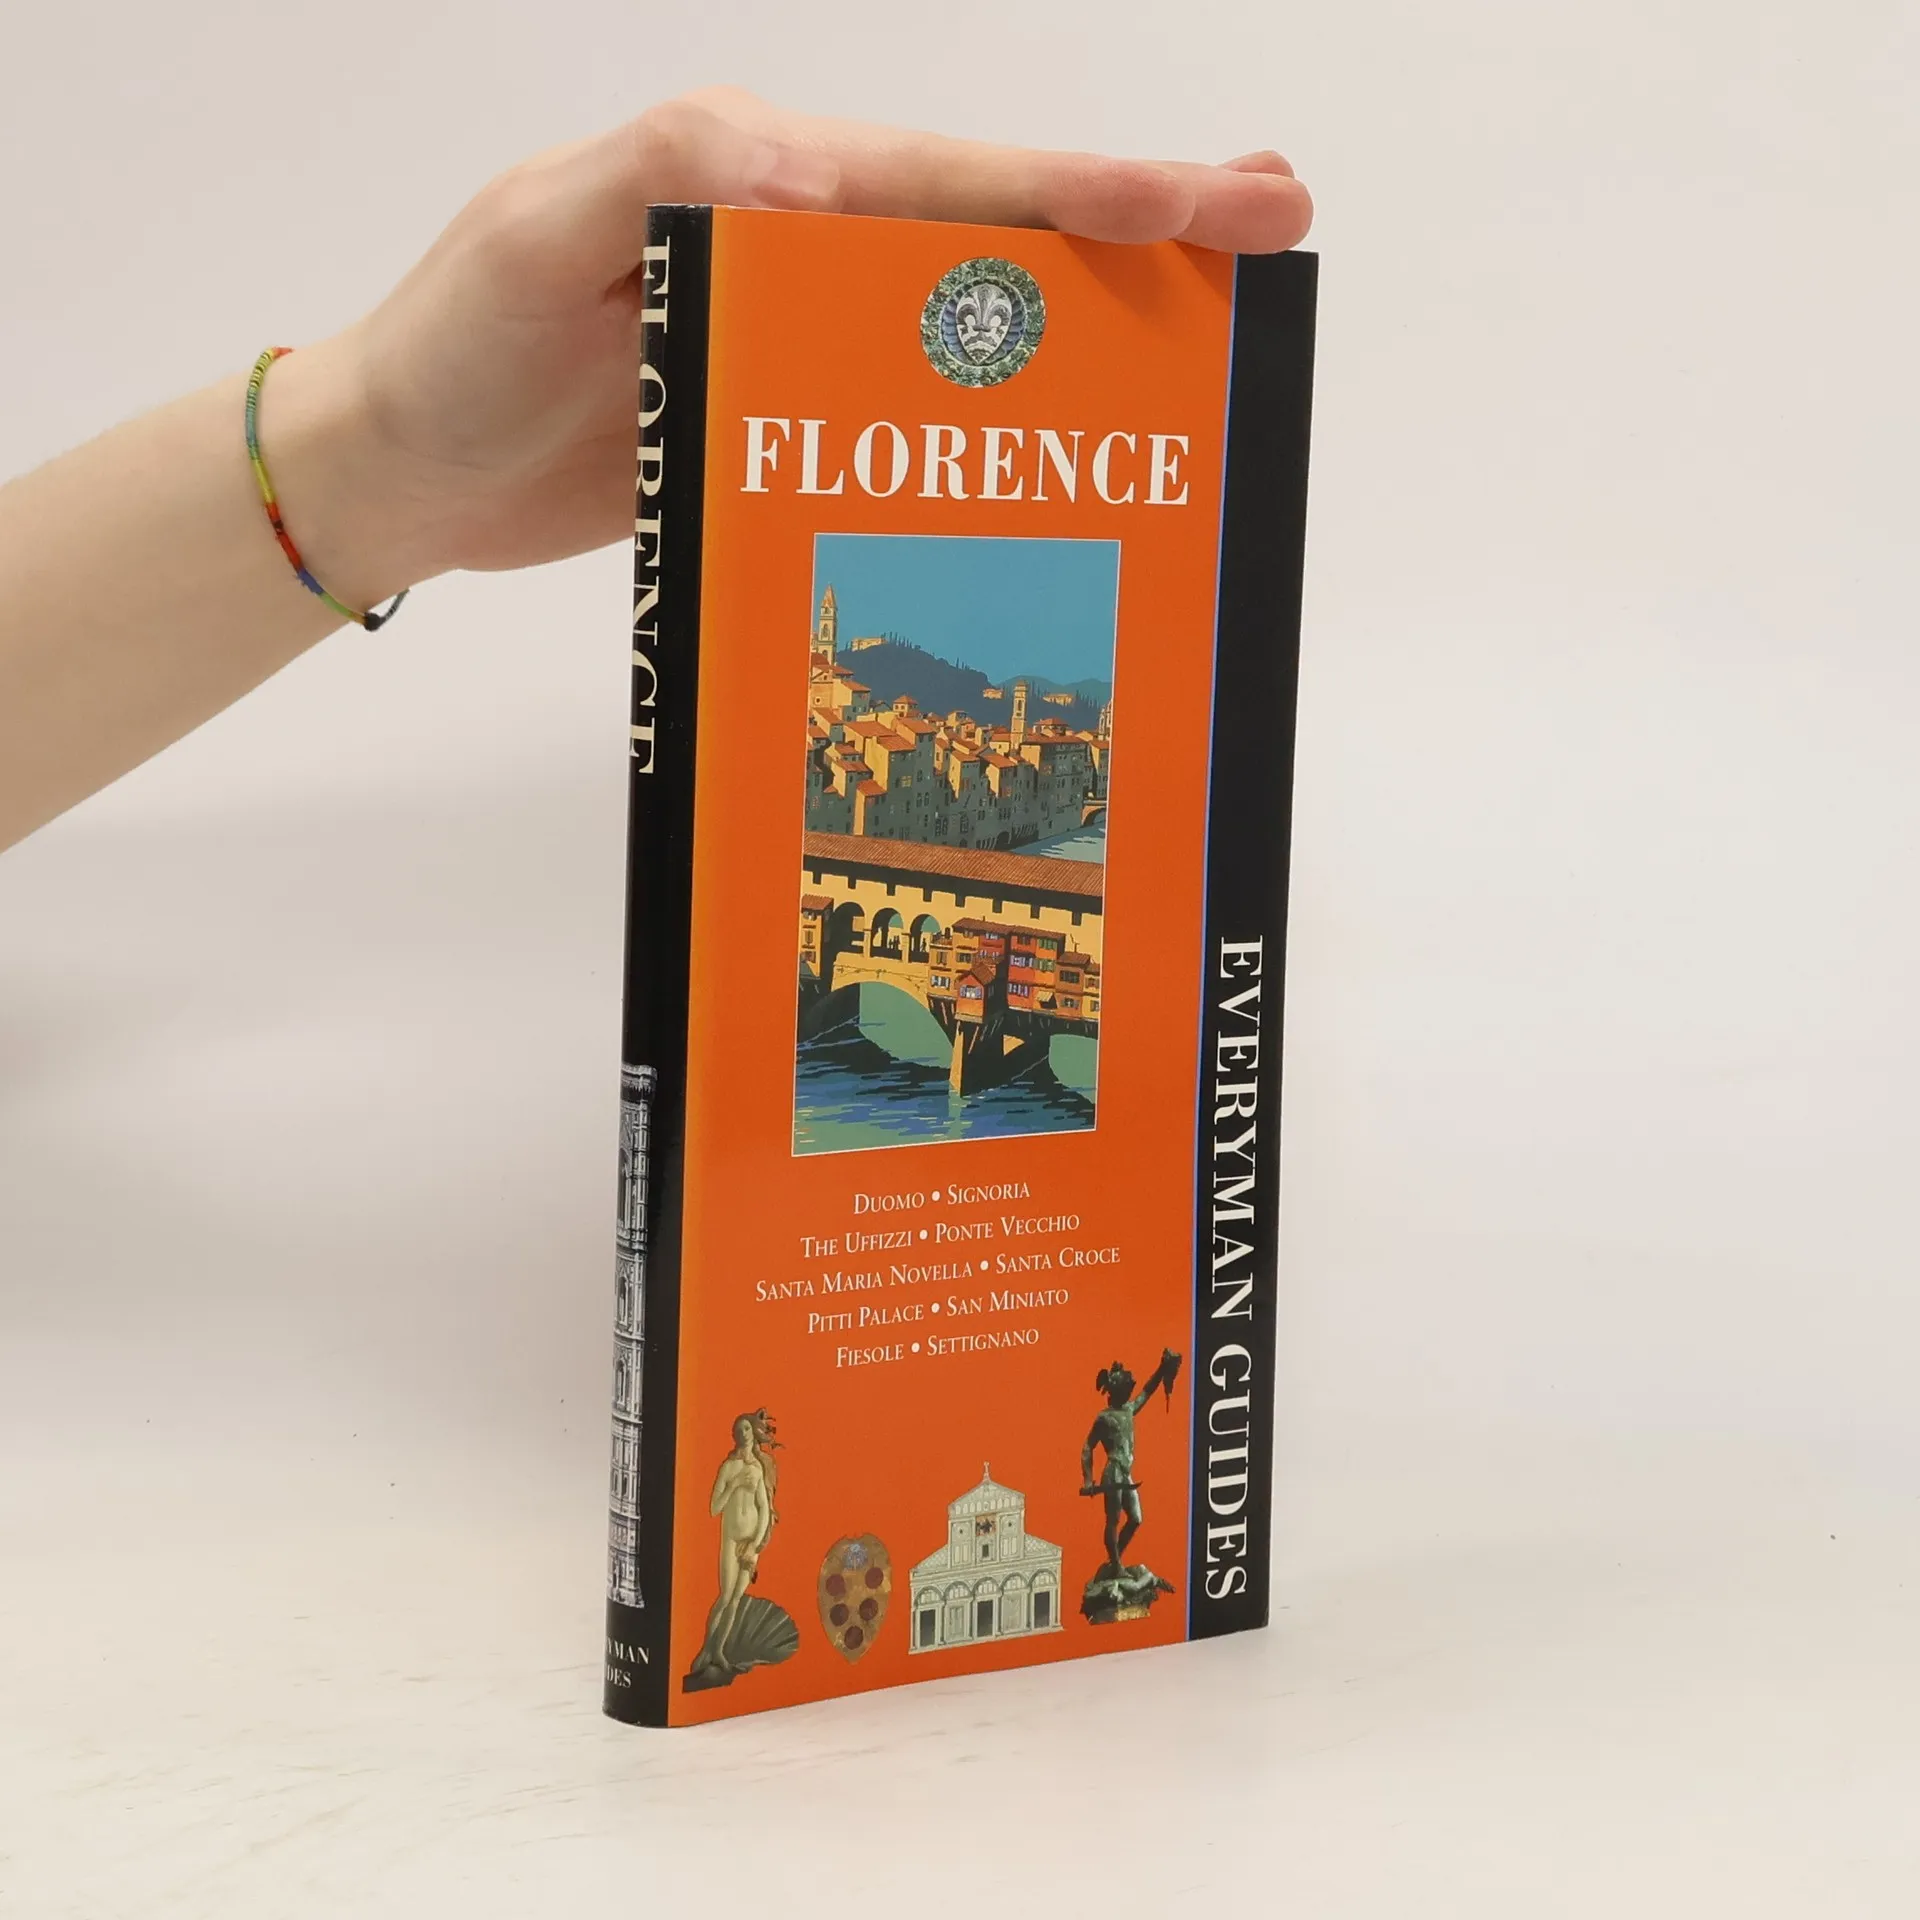 FLORENCE
FLORENCE
DUOMO • SIGNORIA
THE UFFIZZI • PONTE VECCHIO
SANTA MARIA NOVELLA • SANTA CROCE
PITTI PALACE • SAN MINIATO
FIESOLE • SETTIGNANO
EVERYMAN GUIDES